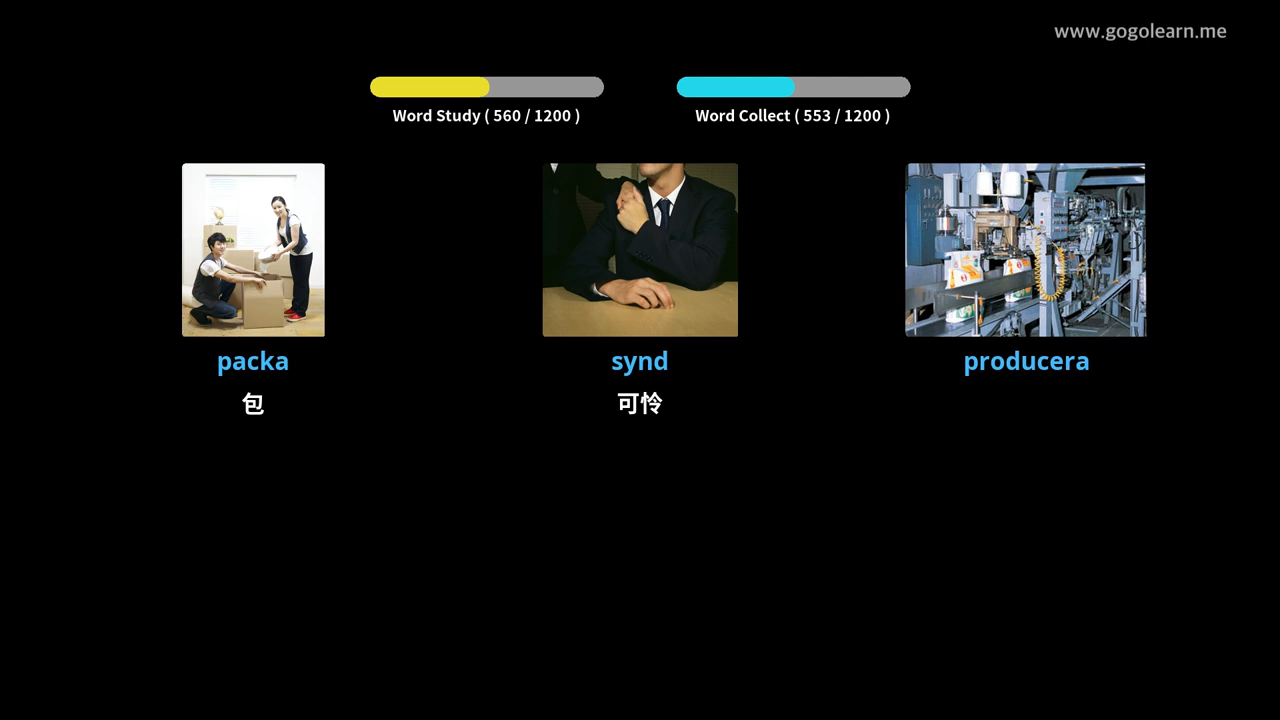 www.gogolearn.me
Word Study ( 560 / 1200 )
Word Collect ( 553 / 1200 )
packa
synd
producera
包
可怜